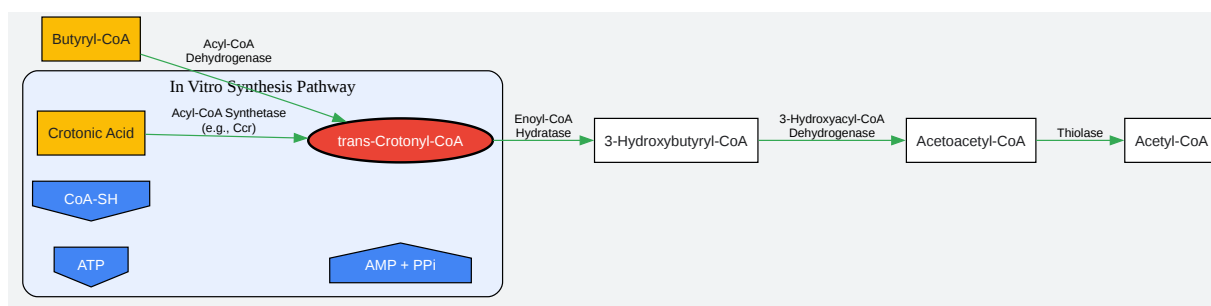 Butyryl-CoA
Acyl-CoA
Dehydrogenase
In Vitro Synthesis Pathway
Crotonic Acid
Acyl-CoA Synthetase
(e.g., Ccr)
trans-Crotonyl-CoA
Enoyl-CoA
Hydratase
3-Hydroxybutyryl-CoA
3-Hydroxyacyl-CoA
Dehydrogenase
Acetoacetyl-CoA
Thiolase
Acetyl-CoA
CoA-SH
ATP
AMP + PPi